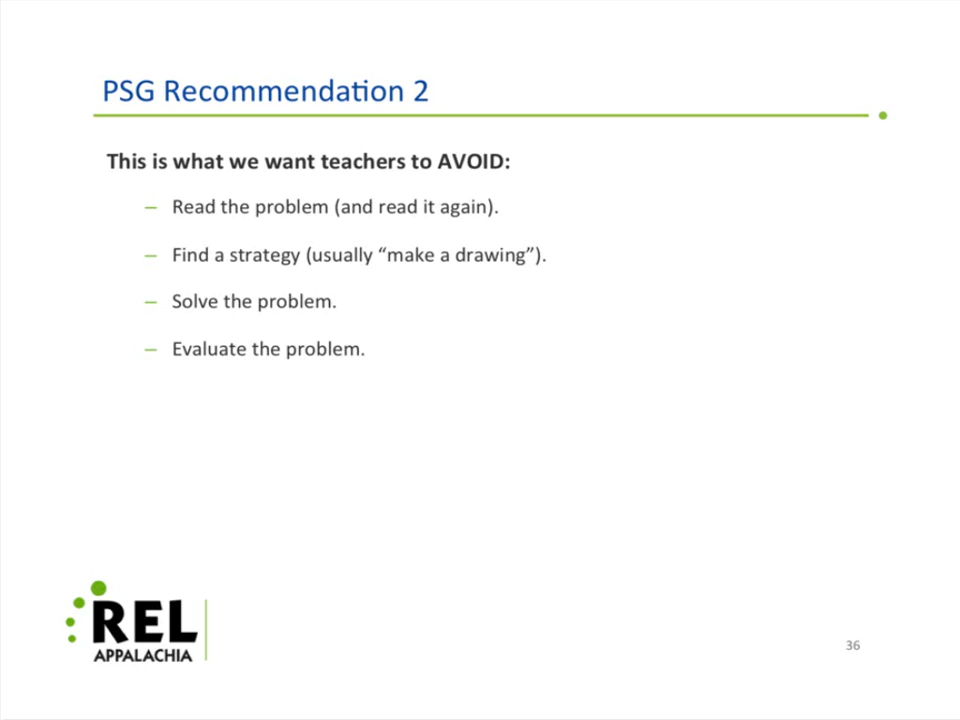 PSG Recommendation 2
This is what we want teachers to AVOID:
– Read the problem (and read it again).
– Find a strategy (usually “make a drawing”).
– Solve the problem.
– Evaluate the problem.
REL
APPALACHIA
36